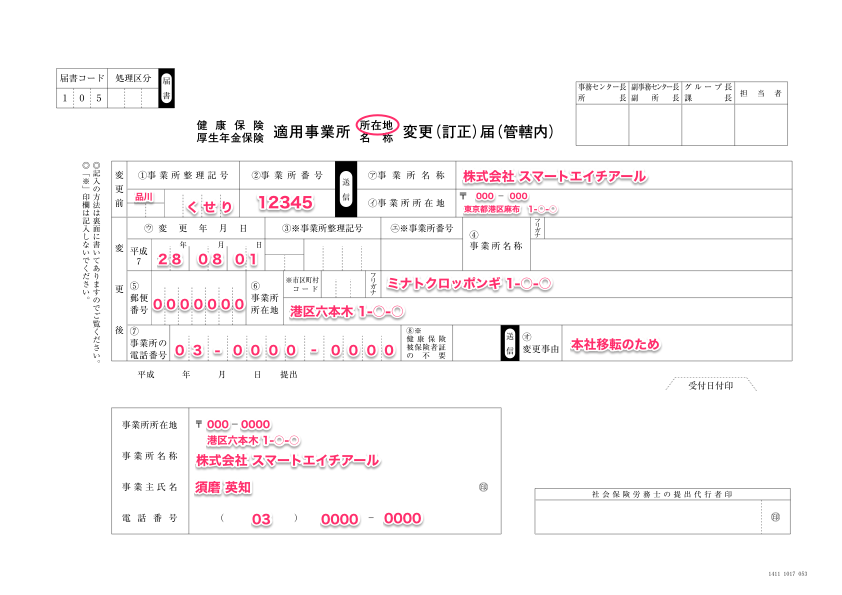 届書コード 処理区分 届書
1 0 5
事務センター長 所長 副事務センター長 副所長 グループ長 課長 担当者
健康保険 厚生年金保険 適用事業所 所在地 名称 変更(訂正)届(管轄内)
◎記入の方法は裏面に書いてありますのでご覧ください。
◎「※」印欄は記入しないでください。
変更前
①事業所整理記号 ②事業所番号 送信 ㋐事業所名称 株式会社 スマートエイチアール
品川 ぐせり 12345 ㋑事業所所在地 〒 000 − 000
東京都港区麻布 1-○-○
変更後
㋒変更年月日 ③※事業所整理記号 ㋓※事業所番号 ④事業所名称 フリガナ
平成 7 年 月 日
28 08 01
⑤郵便番号 0000000 ⑥事業所所在地 ※市区町村コード フリガナ ミナトクロッポンギ 1-○-○
港区六本木 1-○-○
⑦事業所の電話番号 03-0000-0000 ⑧※健康保険被保険者証の不要 送信 ㋔変更事由 本社移転のため
平成 年 月 日 提出
受付日付印
事業所所在地 〒 000 − 0000
港区六本木 1-○-○
事業所名称 株式会社 スマートエイチアール
事業主氏名 須磨 英知 ㊞
電話番号 ( 03 ) 0000 − 0000
社会保険労務士の提出代行者印
㊞
1411 1017 053